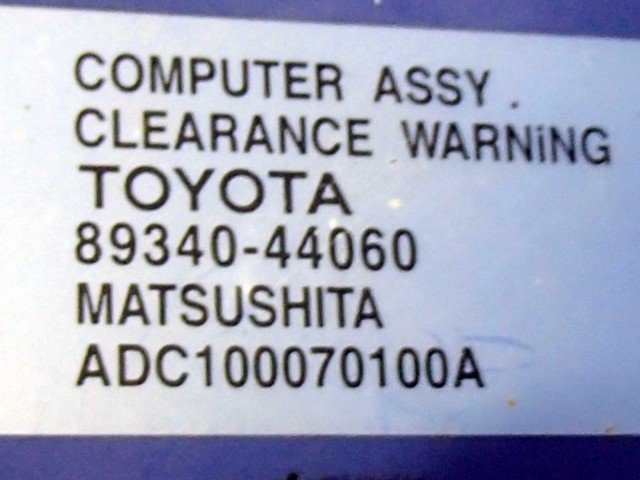 COMPUTER ASSY.
CLEARANCE WARNiNG
TOYOTA
89340-44060
MATSUSHITA
ADC100070100A